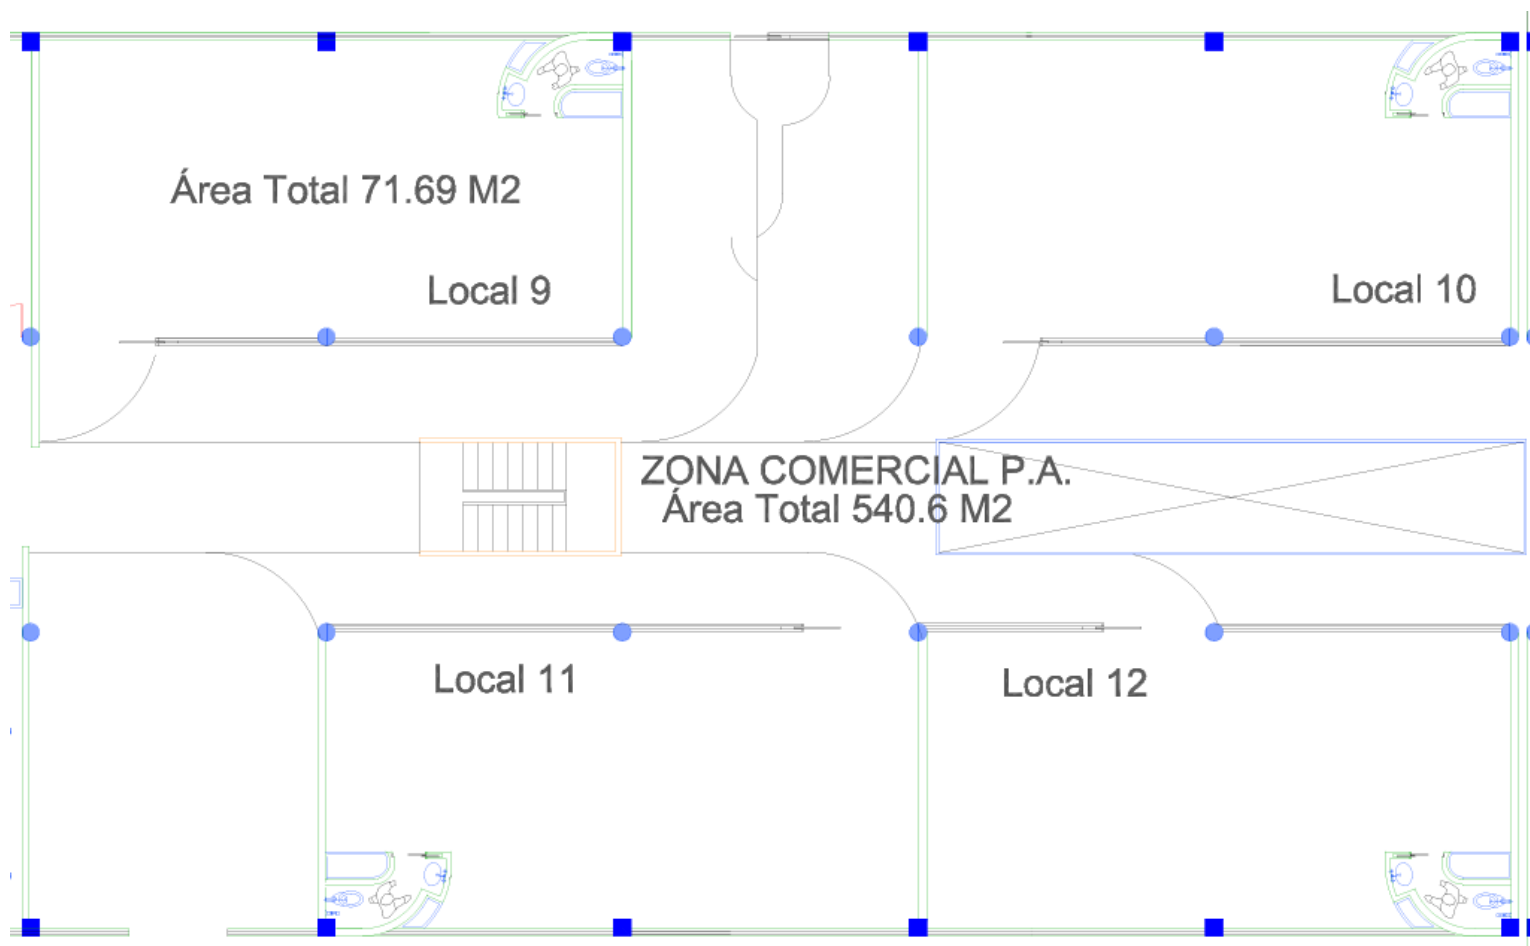 Área Total 71.69 M2
Local 9
Local 10
ZONA COMERCIAL P.A.
Área Total 540.6 M2
Local 11
Local 12